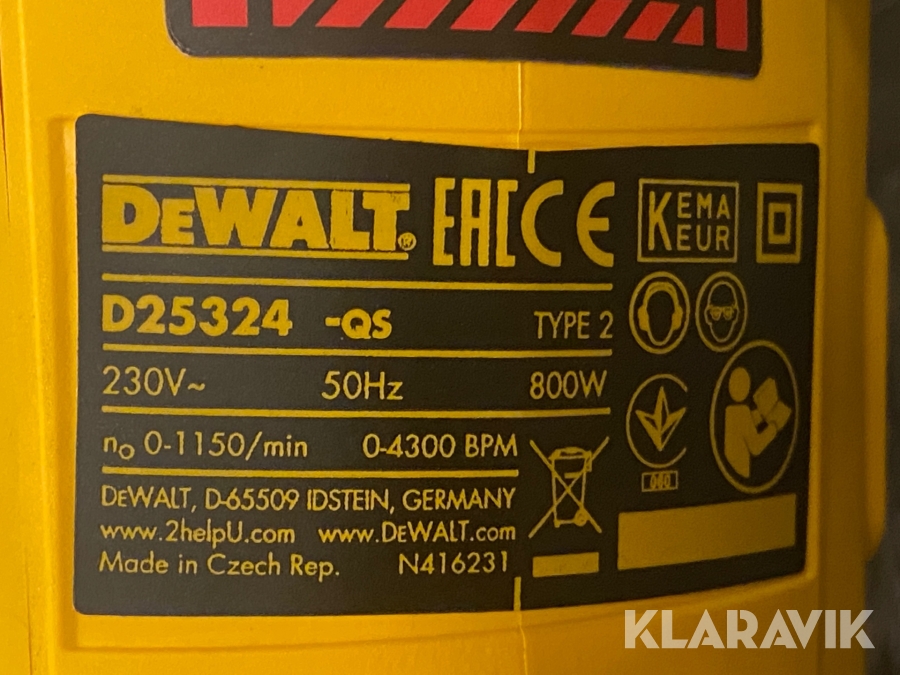 DEWALT® EAC CE KEMA KEUR
D25324 -QS TYPE 2
230V~ 50Hz 800W
n₀ 0-1150/min 0-4300 BPM
DEWALT, D-65509 IDSTEIN, GERMANY
www.2helpU.com www.DEWALT.com
Made in Czech Rep. N416231
KLARAVIK